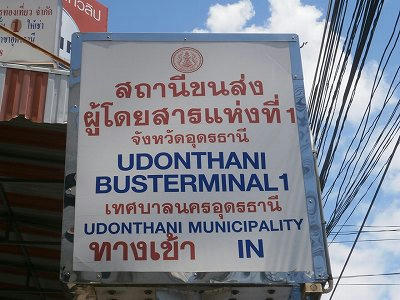 สถานีขนส่ง
ผู้โดยสารแห่งที่ 1
จังหวัดอุดรธานี
UDONTHANI
BUSTERMINAL 1
เทศบาลนครอุดรธานี
UDONTHANI MUNICIPALITY
ทางเข้า IN